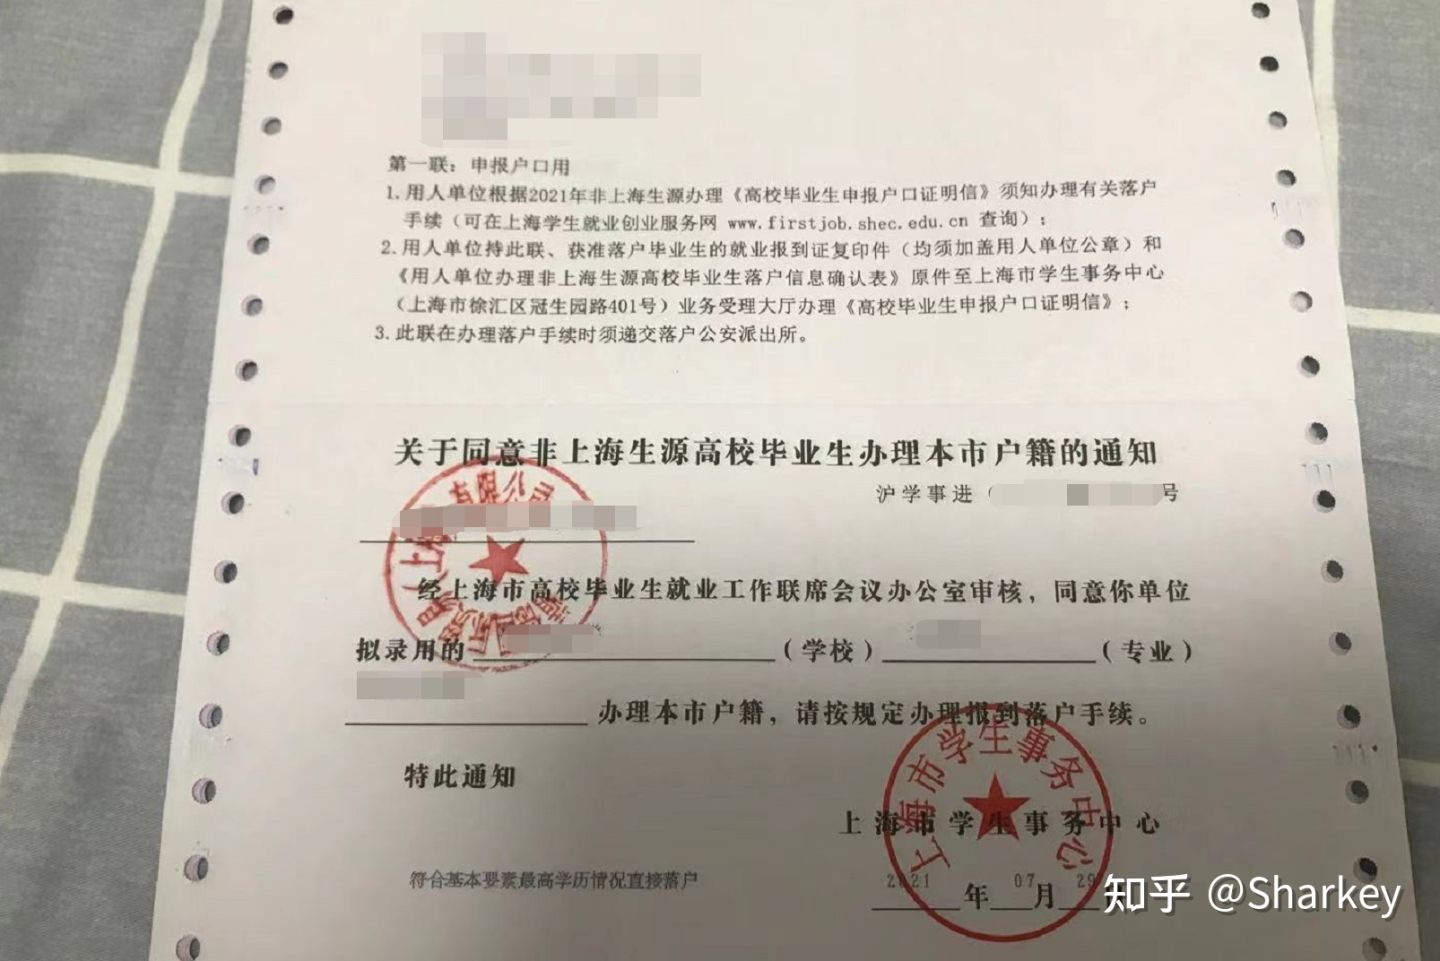 第一联：申报户口用
1. 用人单位根据2021年非上海生源办理《高校毕业生申报户口证明信》须知办理有关落户
手续（可在上海学生就业创业服务网 www.firstjob.shec.edu.cn 查询）；
2. 用人单位持此联、获准落户毕业生的就业报到证复印件（均须加盖用人单位公章）和
《用人单位办理非上海生源高校毕业生落户信息确认表》原件至上海市学生事务中心
（上海市徐汇区冠生园路401号）业务受理大厅办理《高校毕业生申报户口证明信》；
3. 此联在办理落户手续时须递交落户公安派出所。
关于同意非上海生源高校毕业生办理本市户籍的通知
沪学事进（ 号
有限公司
（上海）
经上海市高校毕业生就业工作联席会议办公室审核，同意你单位
拟录用的 （学校） （专业）
办理本市户籍，请按规定办理报到落户手续。
特此通知
上海市学生事务中心
上海市学生事务中心
符合基本要素最高学历情况直接落户
2021 年 07 月 29
知乎 @Sharkey